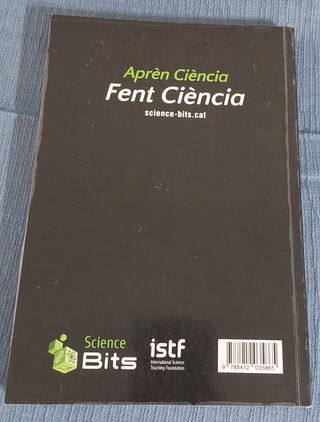 Aprèn Ciència
Fent Ciència
science-bits.cat
Science
Bits
istf
International Science
Teaching Foundation
9 788412 035865